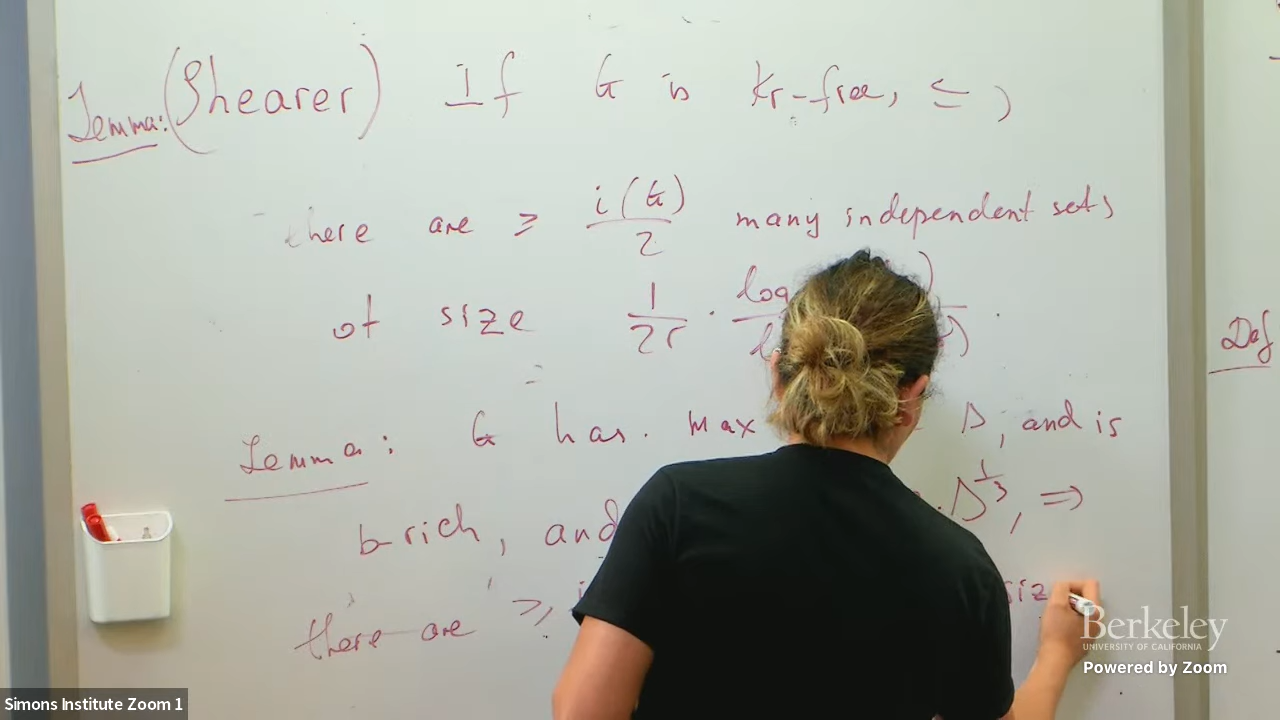 Lemma: (Shearer) If G is Kr-free,
there are ≥ i(G)/2 many independent sets
of size 1/2r · log
Lemma: G has. max Δ, and is
b-rich, and Δ^1/3, ⇒
there are ≥ siz
Def
Berkeley
UNIVERSITY OF CALIFORNIA
Powered by Zoom
Simons Institute Zoom 1